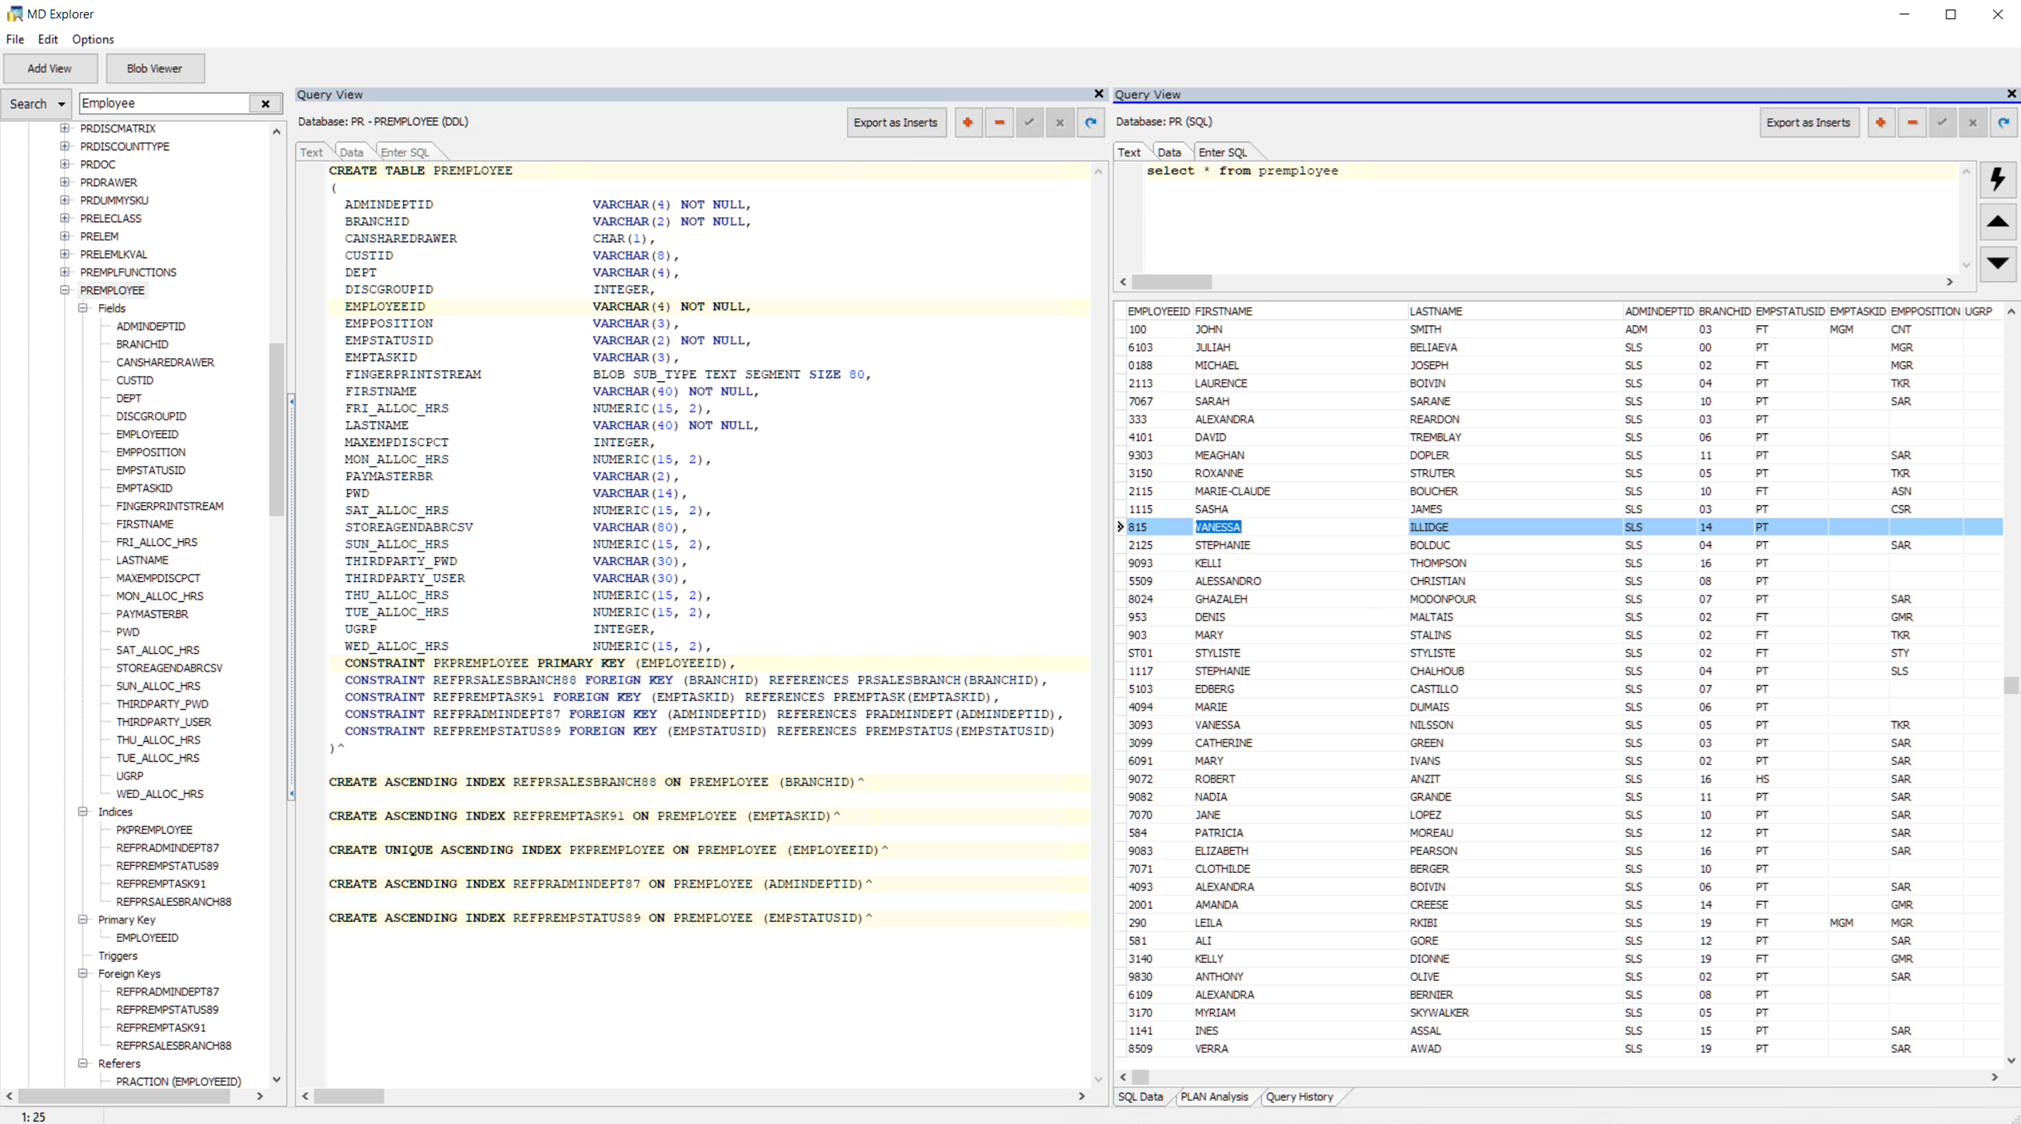 MD Explorer
File Edit Options
Add View Blob Viewer
Search Employee
PRDISCMATRIX
PRDISCOUNTTYPE
PRDOC
PRDRAWER
PRDUMMYSKU
PRELECLASS
PRELEM
PRELEMLKVAL
PREMPLFUNCTIONS
PREMPLOYEE
Fields
ADMINDEPTID
BRANCHID
CANSHAREDRAWER
CUSTID
DEPT
DISCGROUPID
EMPLOYEEID
EMPPOSITION
EMPSTATUSID
EMPTASKID
FINGERPRINTSTREAM
FIRSTNAME
FRI_ALLOC_HRS
LASTNAME
MAXEMPDISCPCT
MON_ALLOC_HRS
PAYMASTERBR
PWD
SAT_ALLOC_HRS
STOREAGENDABRCSV
SUN_ALLOC_HRS
THIRDPARTY_PWD
THIRDPARTY_USER
THU_ALLOC_HRS
TUE_ALLOC_HRS
UGRP
WED_ALLOC_HRS
Indices
PKPREMPLOYEE
REFPRADMINDEPT87
REFPREMPSTATUS89
REFPREMPTASK91
REFPRSALESBRANCH88
Primary Key
EMPLOYEEID
Triggers
Foreign Keys
REFPRADMINDEPT87
REFPREMPSTATUS89
REFPREMPTASK91
REFPRSALESBRANCH88
Referers
PRACTION (EMPLOYEEID)
1: 25
Query View
Database: PR - PREMPLOYEE (DDL) Export as Inserts
Text Data Enter SQL
CREATE TABLE PREMPLOYEE
(
ADMINDEPTID VARCHAR(4) NOT NULL,
BRANCHID VARCHAR(2) NOT NULL,
CANSHAREDRAWER CHAR(1),
CUSTID VARCHAR(8),
DEPT VARCHAR(4),
DISCGROUPID INTEGER,
EMPLOYEEID VARCHAR(4) NOT NULL,
EMPPOSITION VARCHAR(3),
EMPSTATUSID VARCHAR(2) NOT NULL,
EMPTASKID VARCHAR(3),
FINGERPRINTSTREAM BLOB SUB_TYPE TEXT SEGMENT SIZE 80,
FIRSTNAME VARCHAR(40) NOT NULL,
FRI_ALLOC_HRS NUMERIC(15, 2),
LASTNAME VARCHAR(40) NOT NULL,
MAXEMPDISCPCT INTEGER,
MON_ALLOC_HRS NUMERIC(15, 2),
PAYMASTERBR VARCHAR(2),
PWD VARCHAR(14),
SAT_ALLOC_HRS NUMERIC(15, 2),
STOREAGENDABRCSV VARCHAR(80),
SUN_ALLOC_HRS NUMERIC(15, 2),
THIRDPARTY_PWD VARCHAR(30),
THIRDPARTY_USER VARCHAR(30),
THU_ALLOC_HRS NUMERIC(15, 2),
TUE_ALLOC_HRS NUMERIC(15, 2),
UGRP INTEGER,
WED_ALLOC_HRS NUMERIC(15, 2),
CONSTRAINT PKPREMPLOYEE PRIMARY KEY (EMPLOYEEID),
CONSTRAINT REFPRSALESBRANCH88 FOREIGN KEY (BRANCHID) REFERENCES PRSALESBRANCH(BRANCHID),
CONSTRAINT REFPREMPTASK91 FOREIGN KEY (EMPTASKID) REFERENCES PREMPTASK(EMPTASKID),
CONSTRAINT REFPRADMINDEPT87 FOREIGN KEY (ADMINDEPTID) REFERENCES PRADMINDEPT(ADMINDEPTID),
CONSTRAINT REFPREMPSTATUS89 FOREIGN KEY (EMPSTATUSID) REFERENCES PREMPSTATUS(EMPSTATUSID)
)^
CREATE ASCENDING INDEX REFPRSALESBRANCH88 ON PREMPLOYEE (BRANCHID)^
CREATE ASCENDING INDEX REFPREMPTASK91 ON PREMPLOYEE (EMPTASKID)^
CREATE UNIQUE ASCENDING INDEX PKPREMPLOYEE ON PREMPLOYEE (EMPLOYEEID)^
CREATE ASCENDING INDEX REFPRADMINDEPT87 ON PREMPLOYEE (ADMINDEPTID)^
CREATE ASCENDING INDEX REFPREMPSTATUS89 ON PREMPLOYEE (EMPSTATUSID)^
Query View
Database: PR (SQL) Export as Inserts
Text Data Enter SQL
select * from premployee
EMPLOYEEID FIRSTNAME LASTNAME ADMINDEPTID BRANCHID EMPSTATUSID EMPTASKID EMPPOSITION UGRP
100 JOHN SMITH ADM 03 FT MGM CNT
6103 JULIAH BELIAEVA SLS 00 PT MGR
0188 MICHAEL JOSEPH SLS 02 FT MGR
2113 LAURENCE BOIVIN SLS 04 PT TKR
7067 SARAH SARANE SLS 10 PT SAR
333 ALEXANDRA REARDON SLS 03 PT
4101 DAVID TREMBLAY SLS 06 PT
9303 MEAGHAN DOPLER SLS 11 PT SAR
3150 ROXANNE STRUTER SLS 05 PT TKR
2115 MARIE-CLAUDE BOUCHER SLS 10 FT ASN
1115 SASHA JAMES SLS 03 PT CSR
815 VANESSA ILLIDGE SLS 14 PT
2125 STEPHANIE BOLDUC SLS 04 PT SAR
9093 KELLI THOMPSON SLS 16 PT
5509 ALESSANDRO CHRISTIAN SLS 08 PT
8024 GHAZALEH MODONPOUR SLS 07 PT SAR
953 DENIS MALTAIS SLS 02 FT GMR
903 MARY STALINS SLS 02 FT TKR
ST01 STYLISTE STYLISTE SLS 02 FT STY
1117 STEPHANIE CHALHOUB SLS 04 PT SLS
5103 EDBERG CASTILLO SLS 07 PT
4094 MARIE DUMAIS SLS 06 PT
3093 VANESSA NILSSON SLS 05 PT TKR
3099 CATHERINE GREEN SLS 03 PT SAR
6091 MARY IVANS SLS 02 PT SAR
9072 ROBERT ANZIT SLS 16 HS SAR
9082 NADIA GRANDE SLS 11 PT SAR
7070 JANE LOPEZ SLS 10 PT SAR
584 PATRICIA MOREAU SLS 12 PT SAR
9083 ELIZABETH PEARSON SLS 16 PT SAR
7071 CLOTHILDE BERGER SLS 10 PT
4093 ALEXANDRA BOIVIN SLS 06 PT SAR
2001 AMANDA CREESE SLS 14 FT GMR
290 LEILA RKIBI SLS 19 FT MGM MGR
581 ALI GORE SLS 12 PT SAR
3140 KELLY DIONNE SLS 19 FT GMR
9830 ANTHONY OLIVE SLS 02 PT SAR
6109 ALEXANDRA BERNIER SLS 08 PT
3170 MYRIAM SKYWALKER SLS 05 PT
1141 INES ASSAL SLS 15 PT SAR
8509 VERRA AWAD SLS 19 PT SAR
SQL Data PLAN Analysis Query History